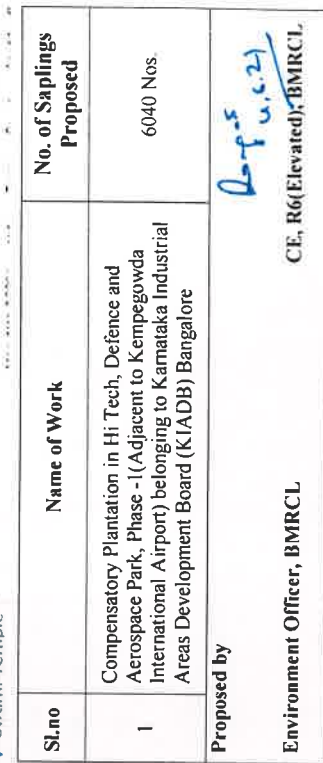 Sl.no
Name of Work
No. of Saplings
Proposed
1
Compensatory Plantation in Hi Tech, Defence and
Aerospace Park, Phase -1(Adjacent to Kempegowda
International Airport) belonging to Karnataka Industrial
Areas Development Board (KIADB) Bangalore
6040 Nos.
Proposed by
Environment Officer, BMRCL
CE, R6(Elevated), BMRCL